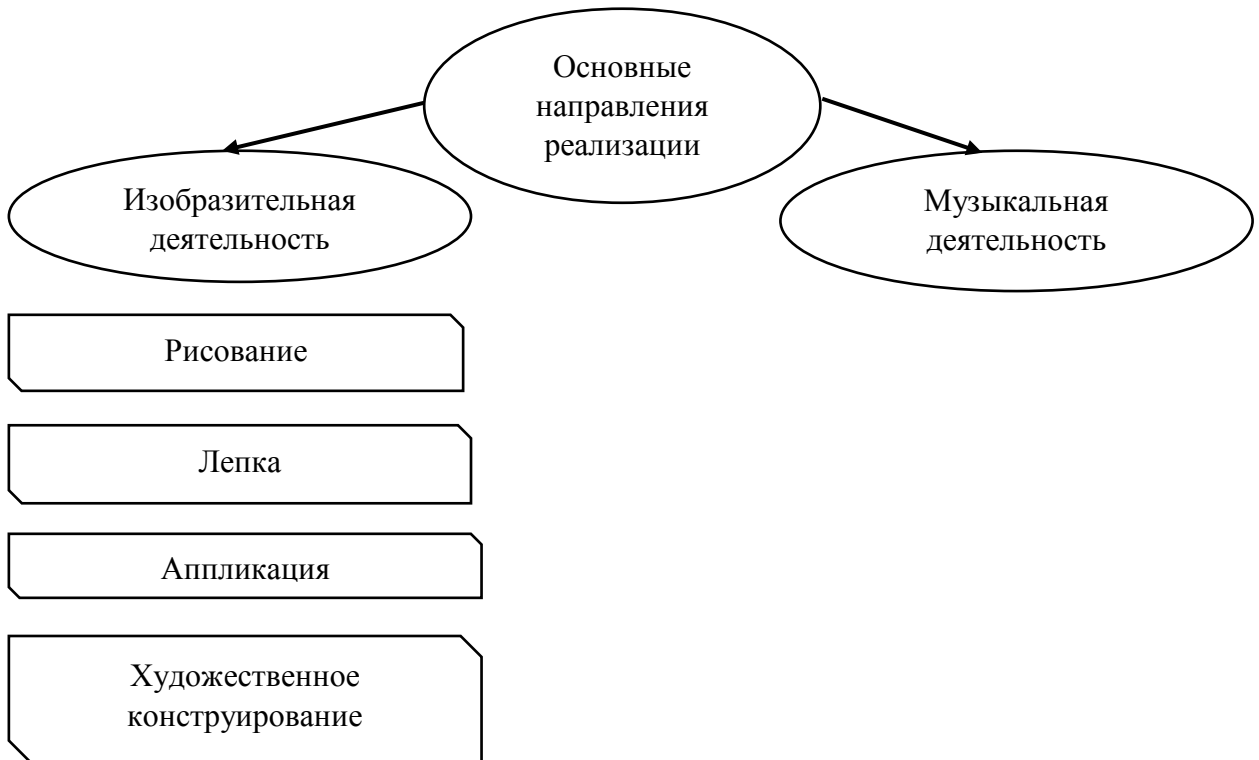 Основные
направления
реализации
Изобразительная
деятельность
Музыкальная
деятельность
Рисование
Лепка
Аппликация
Художественное
конструирование